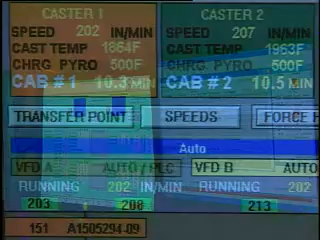 CASTER 1 CASTER 2
SPEED 202 IN/MIN SPEED 207 IN/MIN
CAST TEMP 1864F CAST TEMP 1963F
CHRG PYRO 500F CHRG PYRO 500F
CAB # 1 10.3 MIN CAB # 2 10.5 MIN
TRANSFER POINT SPEEDS FORCE
Auto
VFD A AUTO / PLC VFD B AUTO
RUNNING 202 IN/MIN RUNNING 202
203 208 213
151 A1505294-09